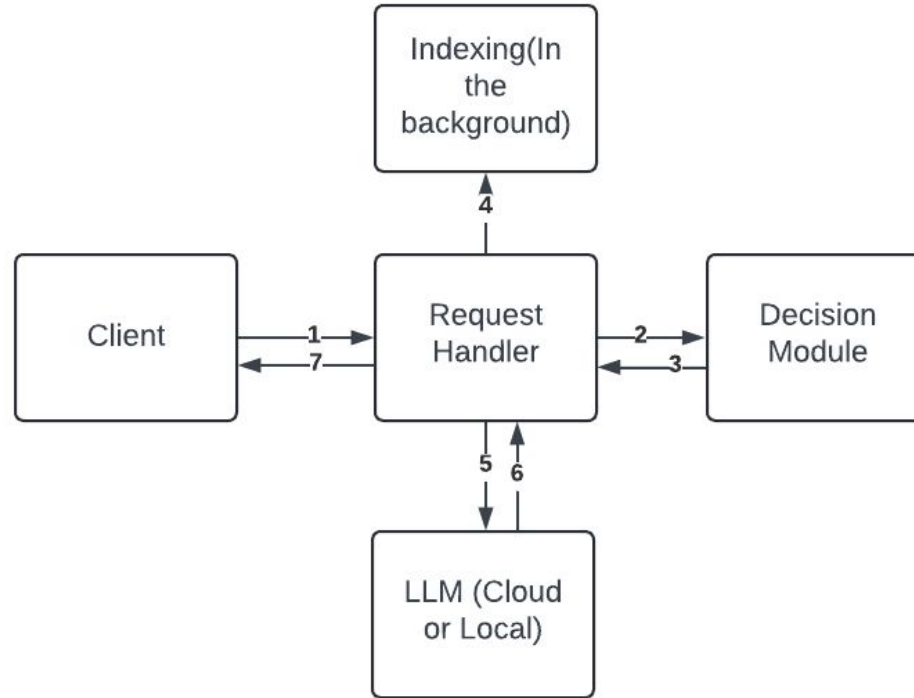 Indexing(In
the
background)
4
Client
1
7
Request
Handler
2
3
Decision
Module
5
6
LLM (Cloud
or Local)